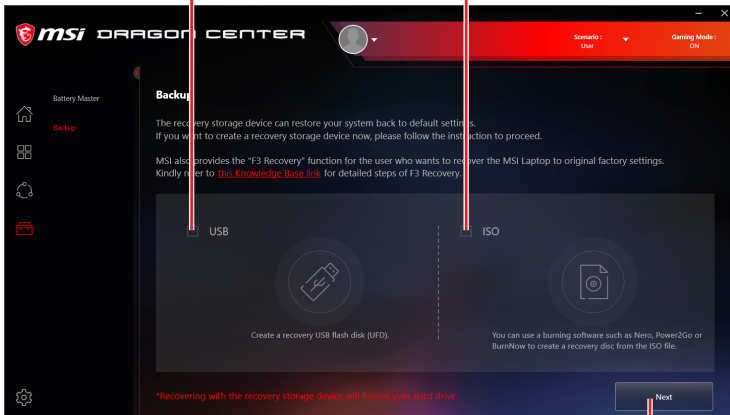 msi DRAGON CENTER
Scenario :
User
Gaming Mode :
ON
Battery Master
Backup
Backup
The recovery storage device can restore your system back to default settings.
If you want to create a recovery storage device now, please follow the instruction to proceed.
MSI also provides the "F3 Recovery" function for the user who wants to recover the MSI Laptop to original factory settings.
Kindly refer to this Knowledge Base link for detailed steps of F3 Recovery.
USB
ISO
Create a recovery USB flash disk (UFD).
You can use a burning software such as Nero, Power2Go or
BurnNow to create a recovery disc from the ISO file.
*Recovering with the recovery storage device will format your hard drive.
Next